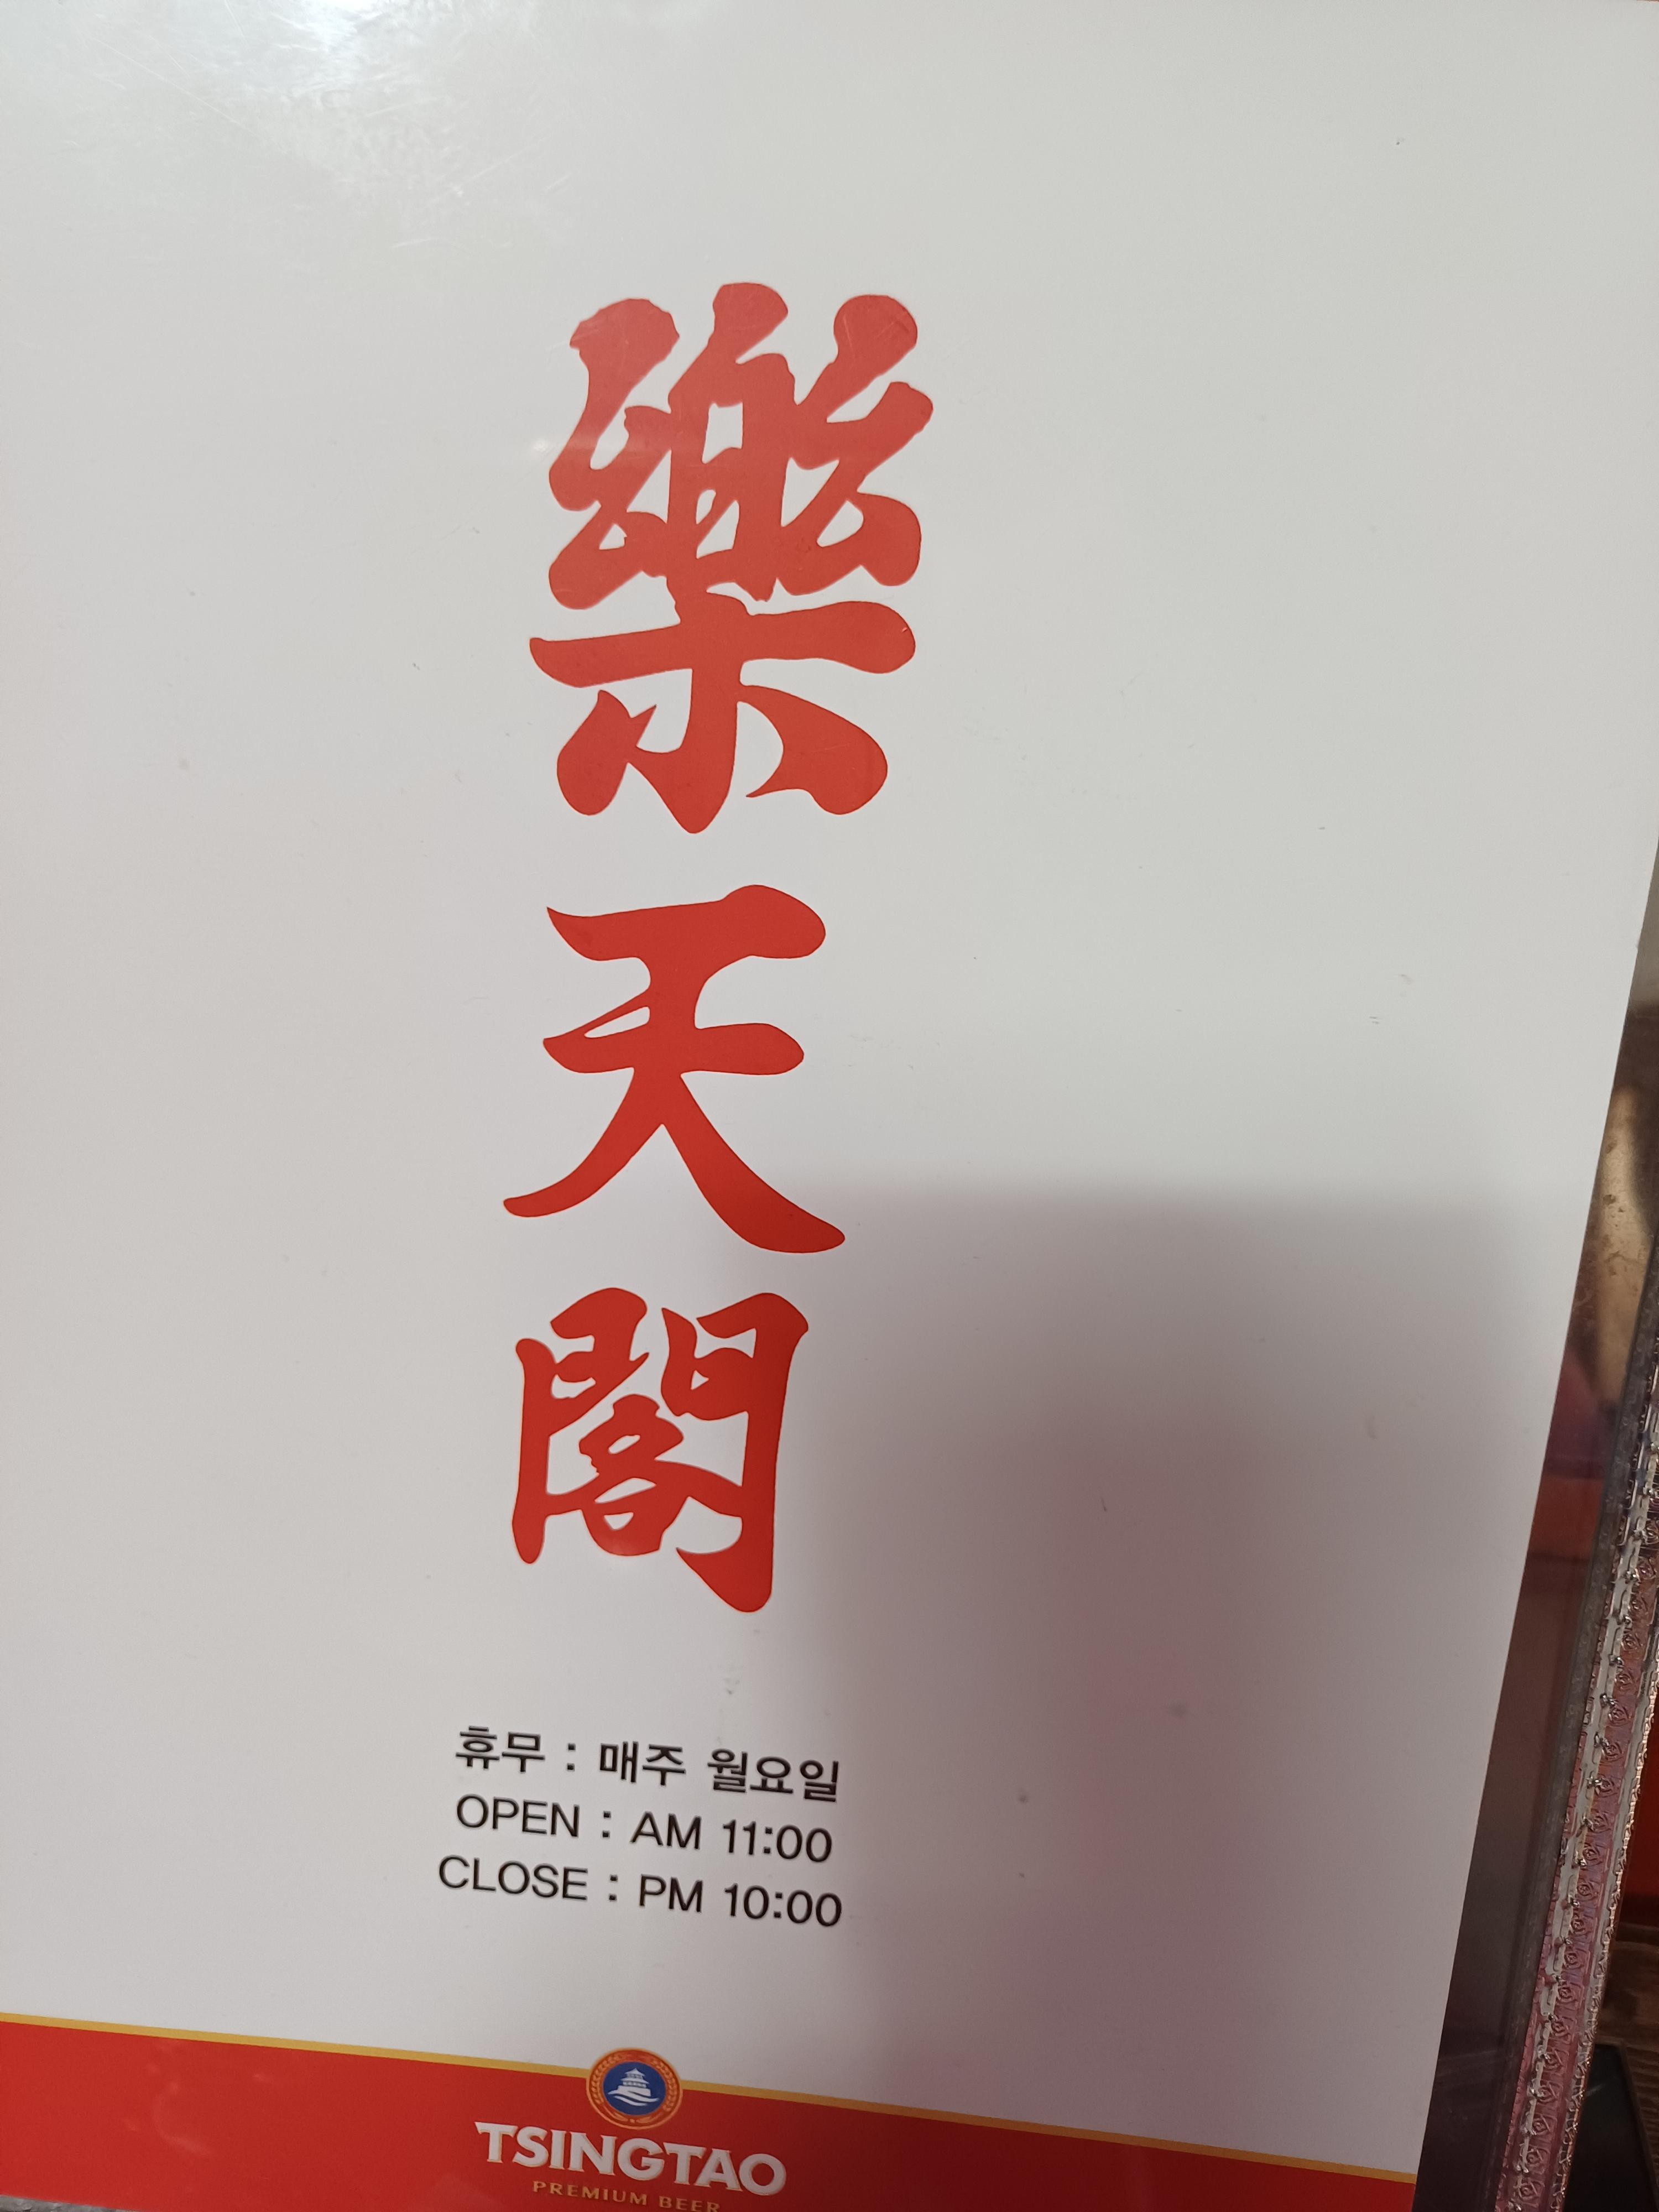 樂天閣
휴무 : 매주 월요일
OPEN : AM 11:00
CLOSE : PM 10:00
TSINGTAO
PREMIUM BEER